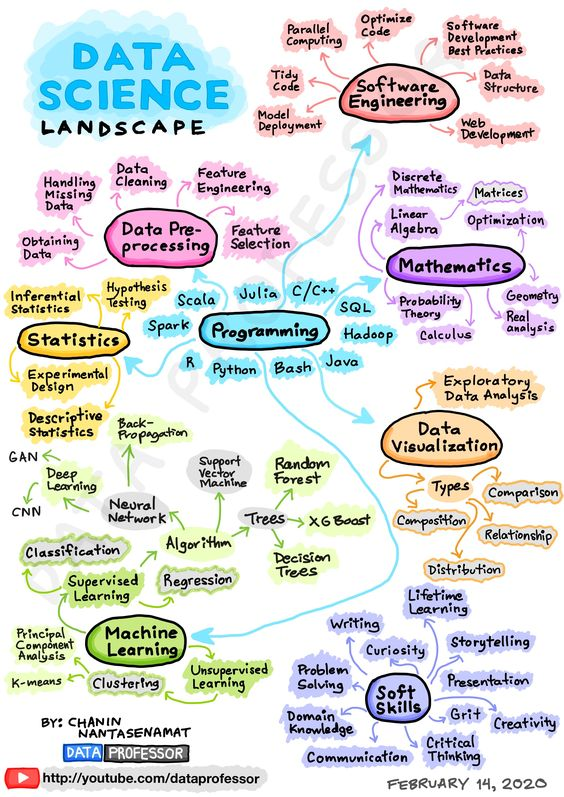 DATA
SCIENCE
LANDSCAPE
Parallel
Computing
Optimize
Code
Software
Development
Best Practices
Tidy
Code
Software
Engineering
Data
Structure
Model
Deployment
Web
Development
Handling
Missing
Data
Data
Cleaning
Feature
Engineering
Obtaining
Data
Data Pre-
processing
Feature
Selection
Discrete
Mathematics
Matrices
Linear
Algebra
Optimization
Mathematics
Probability
Theory
Calculus
Geometry
Real
analysis
Inferential
Statistics
Hypothesis
Testing
Statistics
Experimental
Design
Descriptive
Statistics
Scala
Julia
C/C++
SQL
Spark
Programming
Hadoop
R
Python
Bash
Java
Exploratory
Data Analysis
Data
Visualization
Types
Comparison
Composition
Relationship
Distribution
Back-
Propagation
GAN
Deep
Learning
CNN
Neural
Network
Support
Vector
Machine
Random
Forest
Trees
XG Boost
Algorithm
Decision
Trees
Classification
Supervised
Learning
Regression
Machine
Learning
Principal
Component
Analysis
K-means
Clustering
Unsupervised
Learning
Lifetime
Learning
Writing
Curiosity
Storytelling
Problem
Solving
Soft
Skills
Presentation
Domain
Knowledge
Grit
Creativity
Communication
Critical
Thinking
BY: CHANIN
NANTASENAMAT
DATA PROFESSOR
http://youtube.com/dataprofessor
FEBRUARY 14, 2020
DATA PROFESSOR